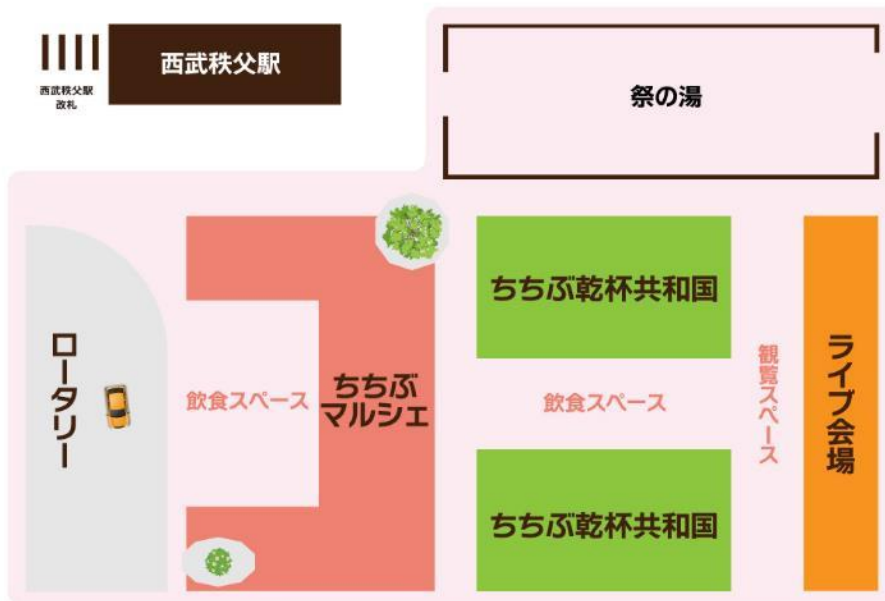 西武秩父駅
西武秩父駅
改札
祭の湯
ロータリー
飲食スペース
ちちぶ
マルシェ
ちちぶ乾杯共和国
飲食スペース
ちちぶ乾杯共和国
観覧スペース
ライブ会場